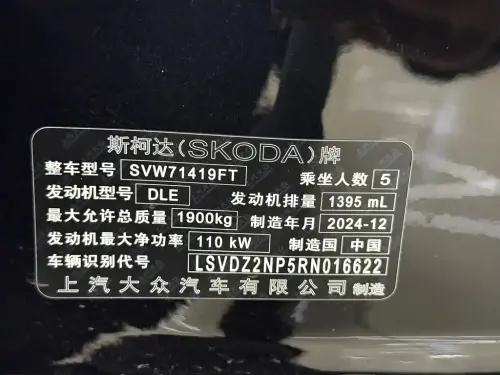 斯柯达(SKODA)牌
整车型号 SVW71419FT 乘坐人数 5
发动机型号 DLE 发动机排量 1395 mL
最大允许总质量 1900kg 制造年月 2024-12
发动机最大净功率 110 kW 制造国 中国
车辆识别代号 LSVDZ2NP5RN016622
上汽大众汽车有限公司 制造